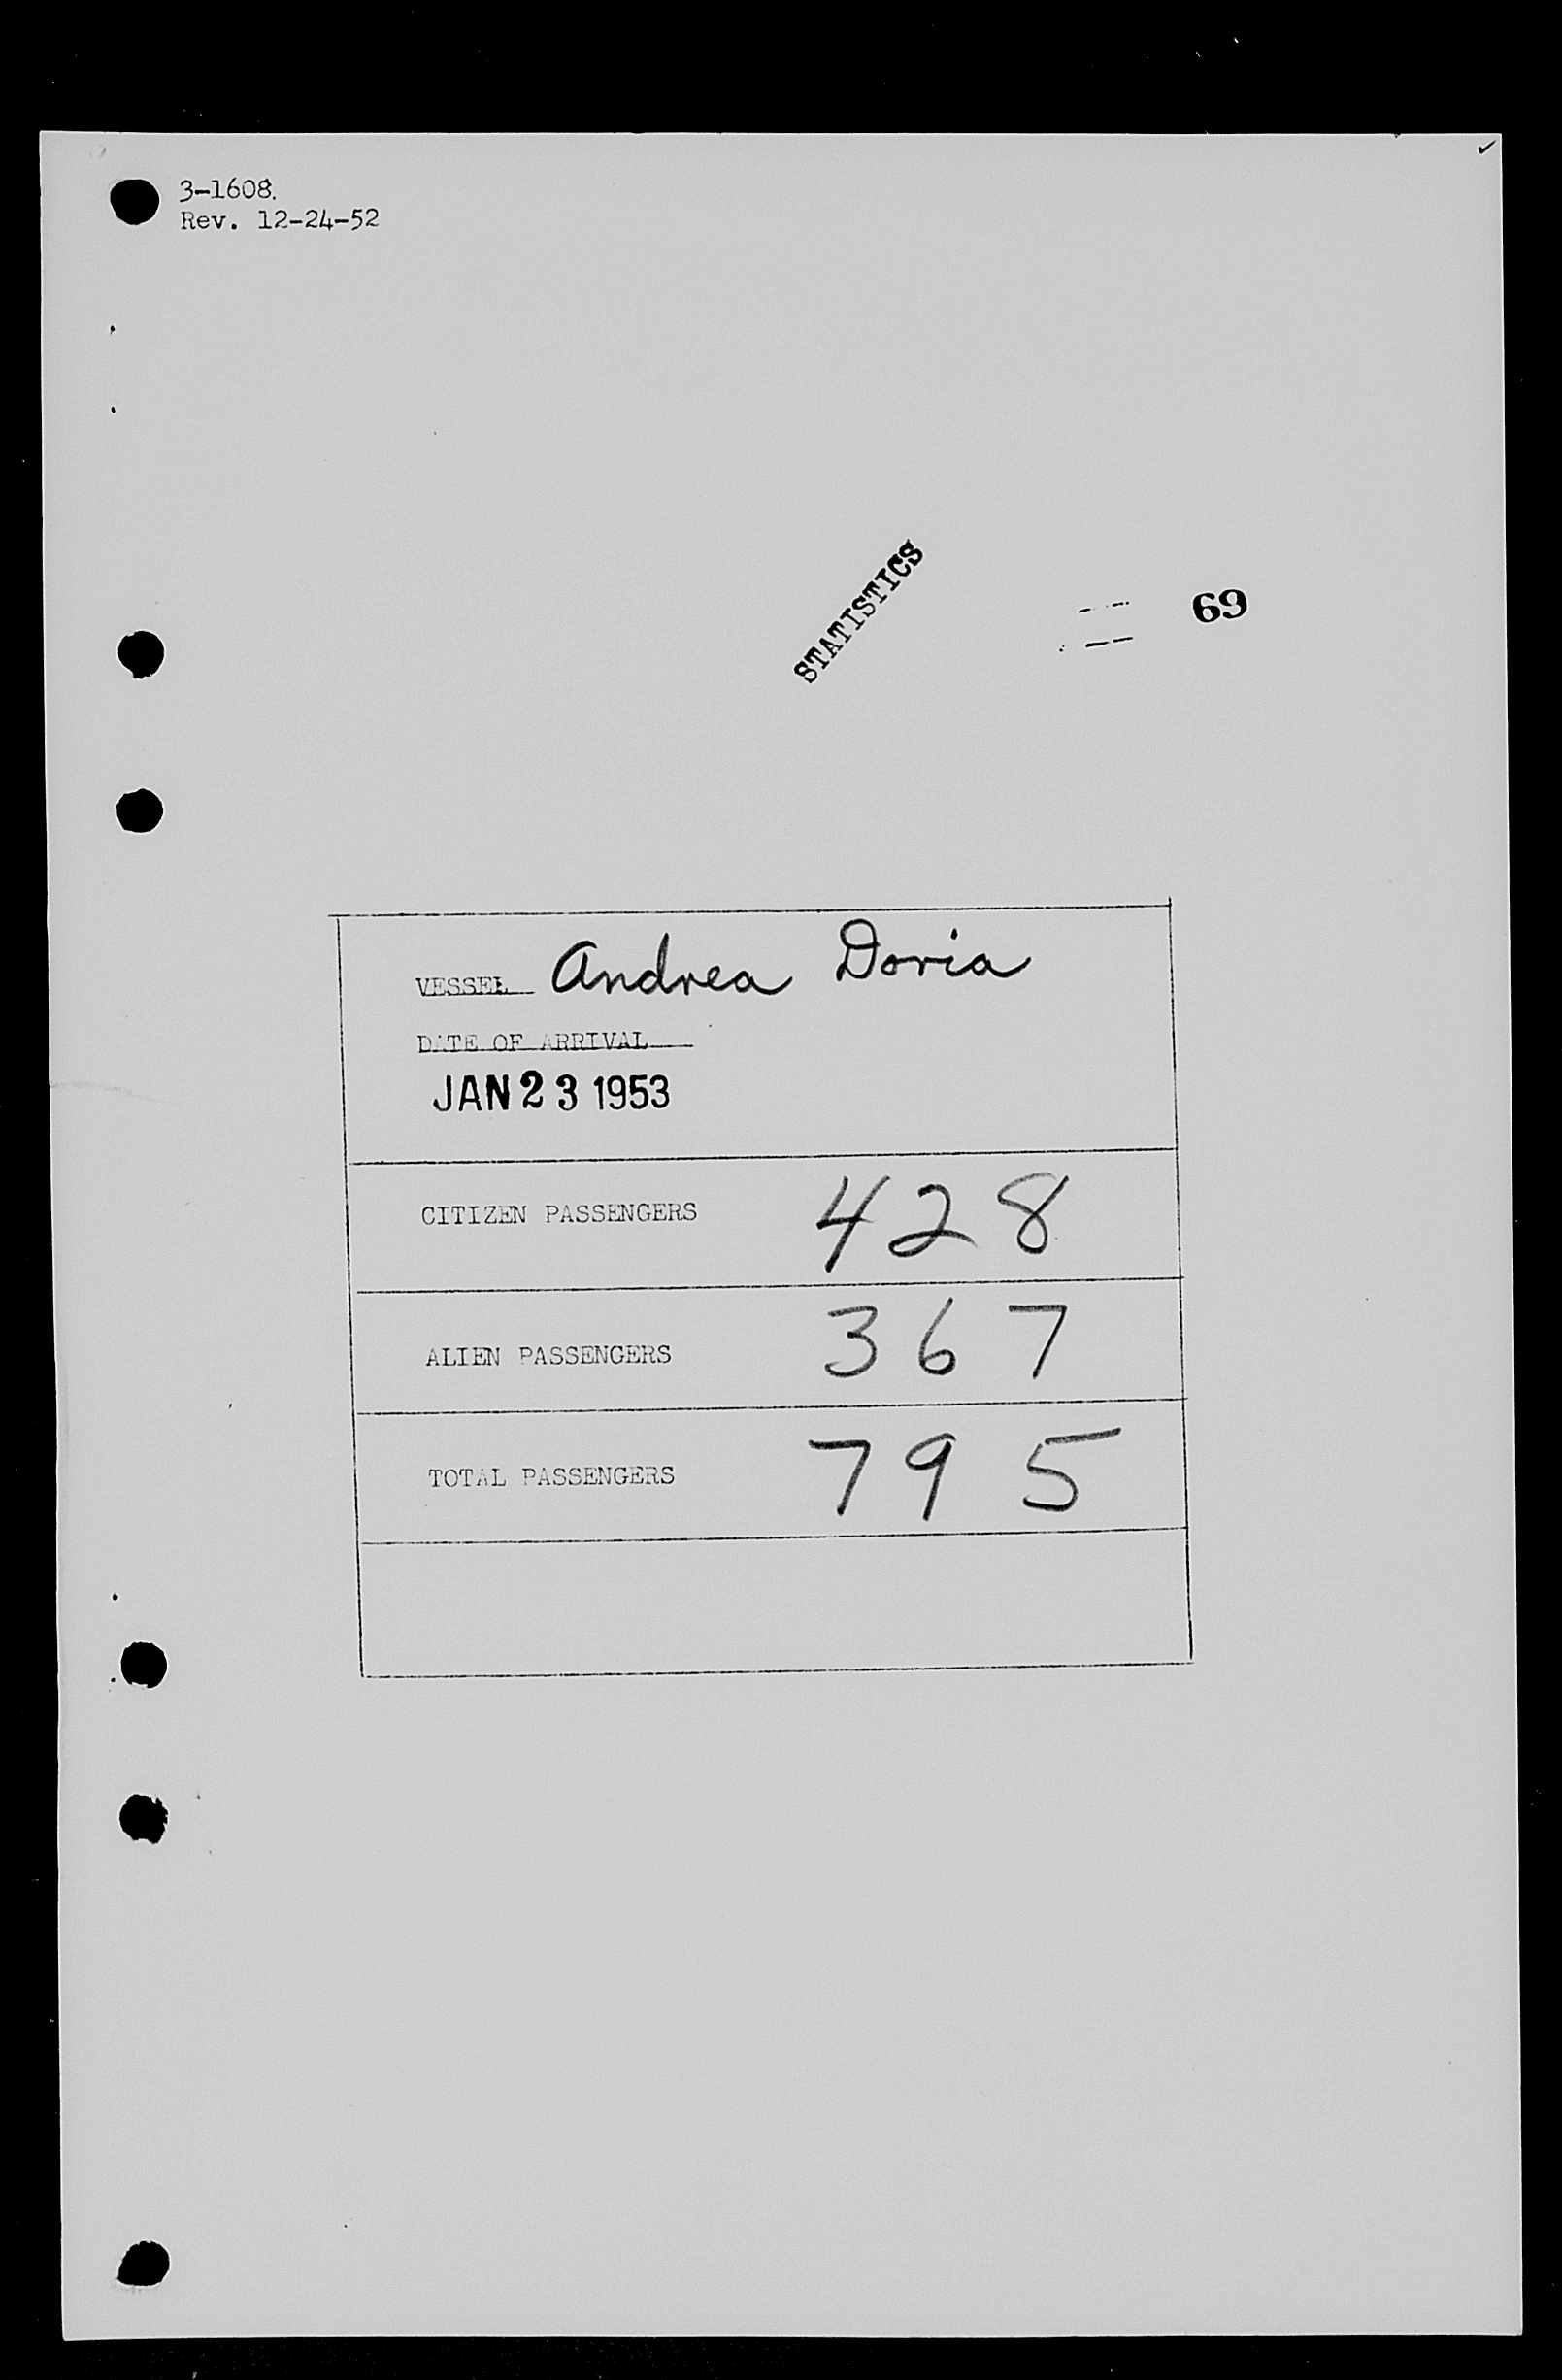 3-1608.
Rev. 12-24-52
STATISTICS
69
VESSEL Andrea Doria
DATE OF ARRIVAL
JAN 23 1953
CITIZEN PASSENGERS 428
ALIEN PASSENGERS 367
TOTAL PASSENGERS 795